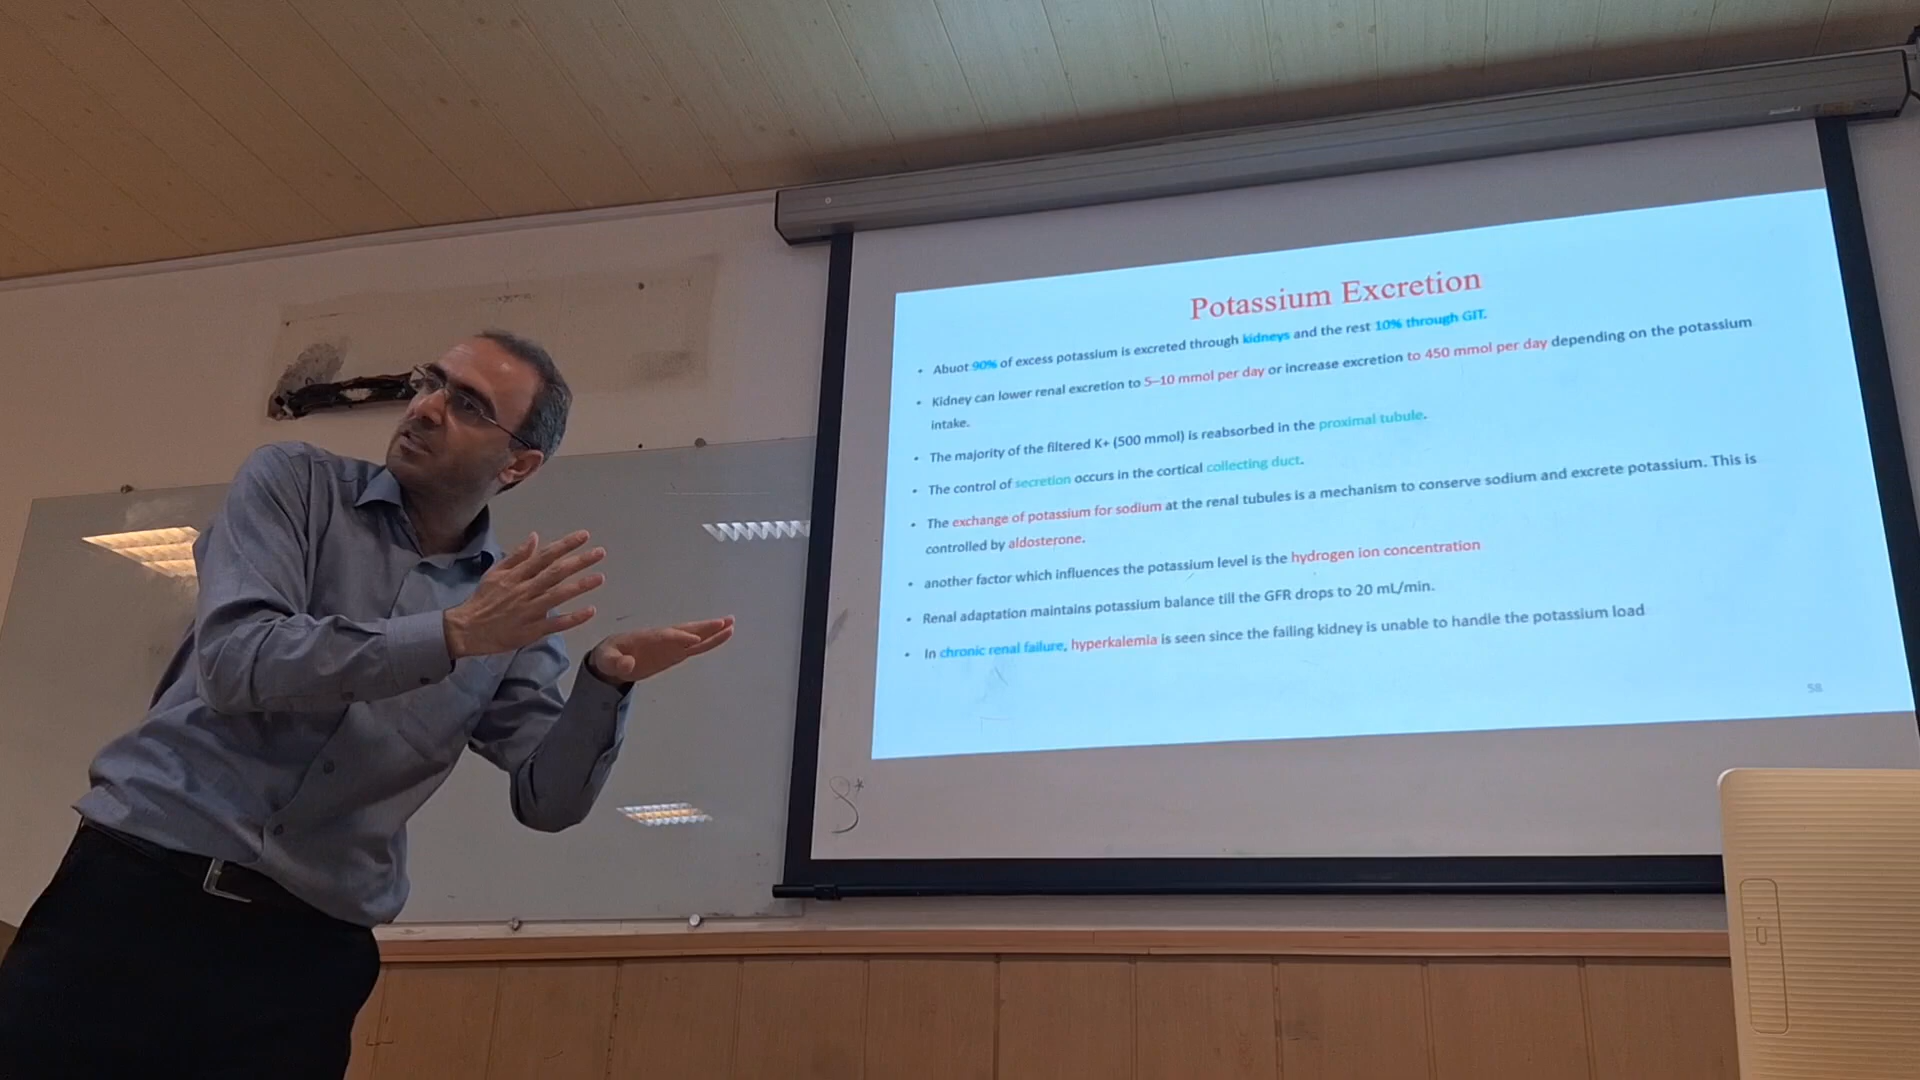 Potassium Excretion
• Abuot 90% of excess potassium is excreted through kidneys and the rest 10% through GIT.
• Kidney can lower renal excretion to 5–10 mmol per day or increase excretion to 450 mmol per day depending on the potassium
intake.
• The majority of the filtered K+ (500 mmol) is reabsorbed in the proximal tubule.
• The control of secretion occurs in the cortical collecting duct.
• The exchange of potassium for sodium at the renal tubules is a mechanism to conserve sodium and excrete potassium. This is
controlled by aldosterone.
• another factor which influences the potassium level is the hydrogen ion concentration
• Renal adaptation maintains potassium balance till the GFR drops to 20 mL/min.
• In chronic renal failure, hyperkalemia is seen since the failing kidney is unable to handle the potassium load
58